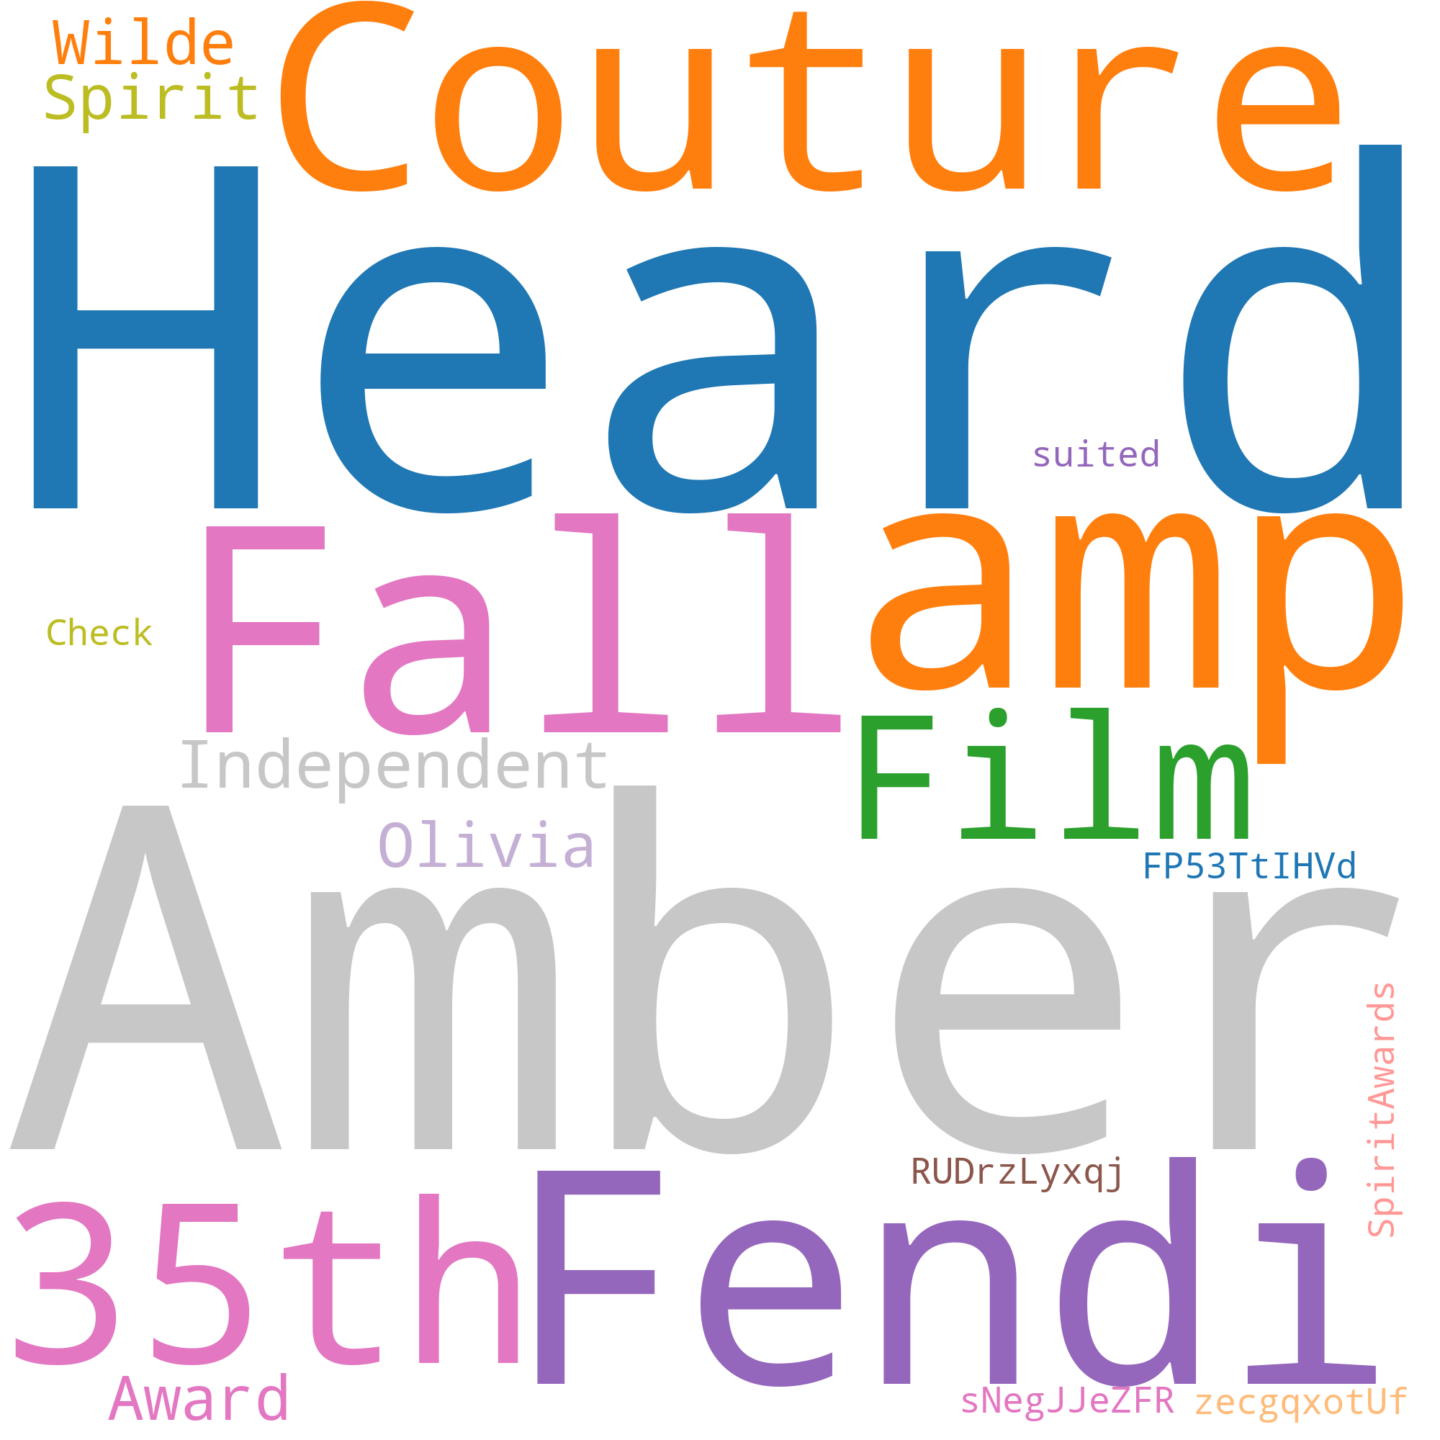 Wilde
Spirit
Couture
Heard
suited
Fall
amp
Check
Film
Independent
Olivia
FP53TtIHVd
Amber
SpiritAwards
RUDrzLyxqj
35th
Fendi
Award
sNegJJeZFR
zecgqxotUf